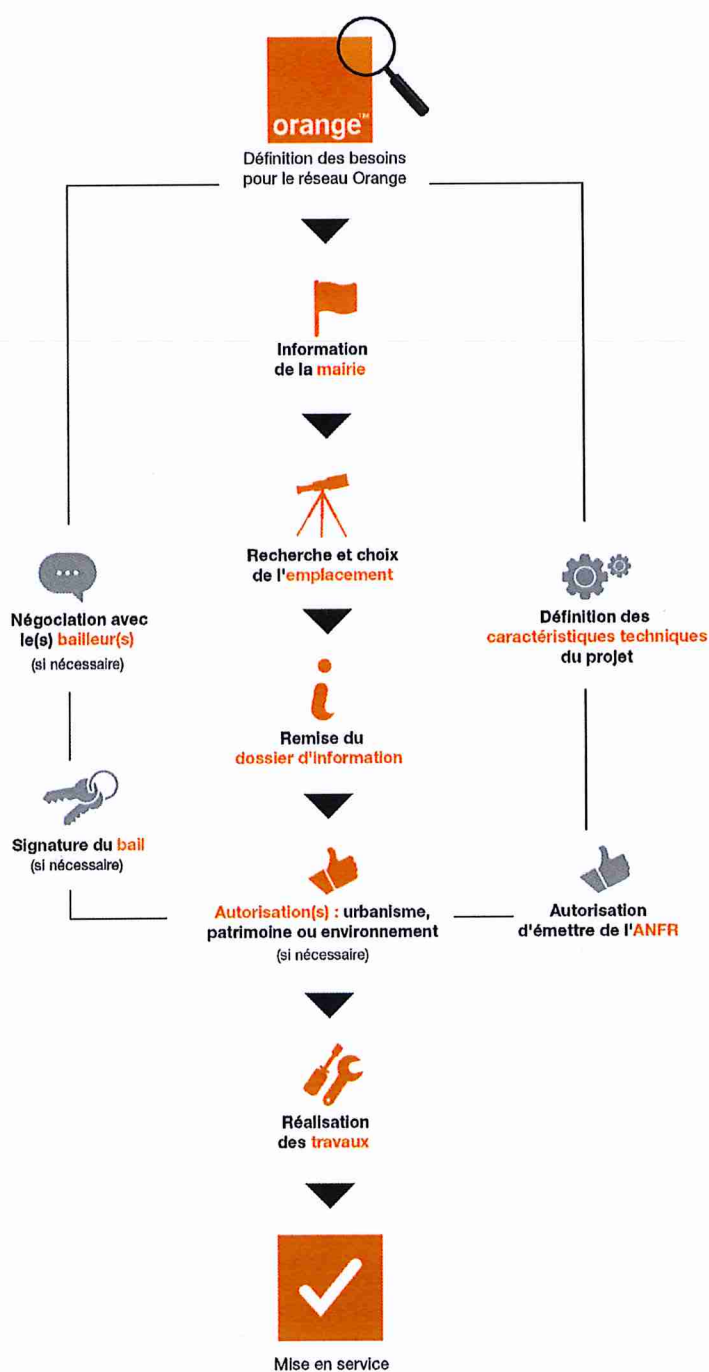 orange™
Définition des besoins
pour le réseau Orange
Information
de la mairie
Recherche et choix
de l'emplacement
Négociation avec
le(s) bailleur(s)
(si nécessaire)
Définition des
caractéristiques techniques
du projet
Remise du
dossier d'information
Signature du bail
(si nécessaire)
Autorisation(s) : urbanisme,
patrimoine ou environnement
(si nécessaire)
Autorisation
d'émettre de l'ANFR
Réalisation
des travaux
Mise en service